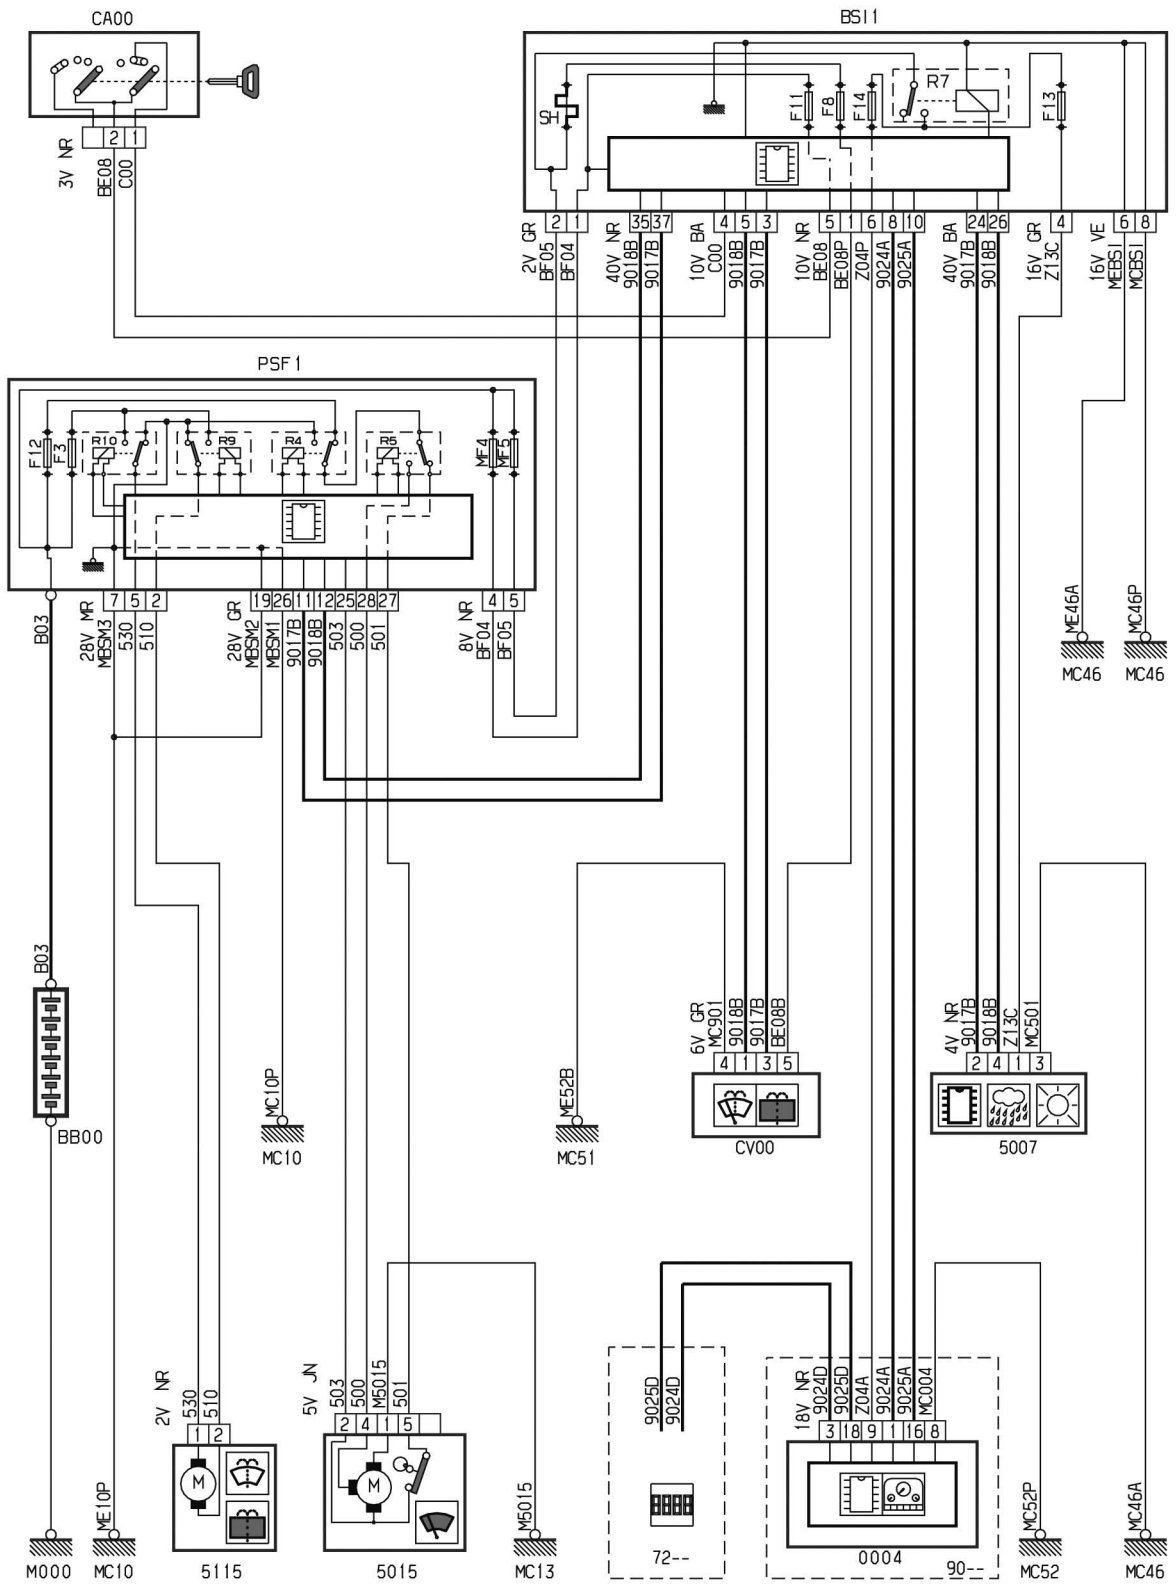 CA00
BSI1
R7
SH
F11
F8
F14
F13
2 1
3V NR
BE08
C00
2 1
35 37
4 5 3
5 1 6 8 10
24 26
4
6 8
2V GR
BF05
BF04
40V NR
9018B
9017B
10V BA
C00
9018B
9017B
10V NR
BE08
BE08P
Z04P
9024A
9025A
40V BA
9017B
9018B
16V GR
Z13C
16V VE
MEBSI
MCBSI
PSF1
F12
F3
R10
R9
R4
R5
MF4
MF5
7 5 2
19 26 11 12 25 28 27
4 5
B03
28V MR
MBSM3
530
510
28V GR
MBSM2
MBSM1
9017B
9018B
503
500
501
8V NR
BF04
BF05
ME46A
MC46P
MC46
MC46
B03
BB00
MC10P
MC10
ME52B
MC51
6V GR
MC901
9018B
9017B
BE08B
4 1 3 5
CV00
4V NR
9017B
9018B
Z13C
MC501
2 4 1 3
5007
2V NR
530
510
1 2
M
5115
5V JN
503
500
M5015
501
2 4 1 5
M
5015
M5015
MC13
9025D
9024D
72--
18V NR
9024D
9025D
Z04A
9024A
9025A
MC004
3 18 9 1 16 8
0004
90--
MC52P
MC52
MC46A
MC46
M000
ME10P
MC10